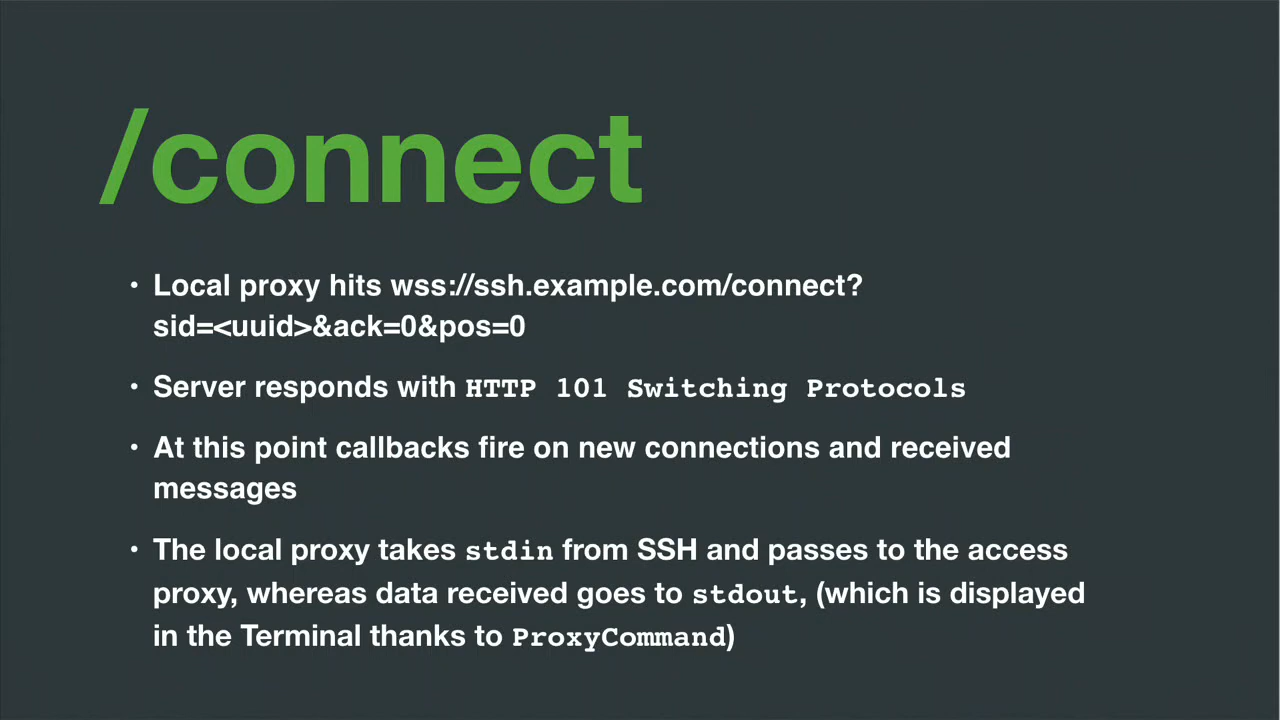 /connect
• Local proxy hits wss://ssh.example.com/connect?
sid=<uuid>&ack=0&pos=0
• Server responds with HTTP 101 Switching Protocols
• At this point callbacks fire on new connections and received
messages
• The local proxy takes stdin from SSH and passes to the access
proxy, whereas data received goes to stdout, (which is displayed
in the Terminal thanks to ProxyCommand)